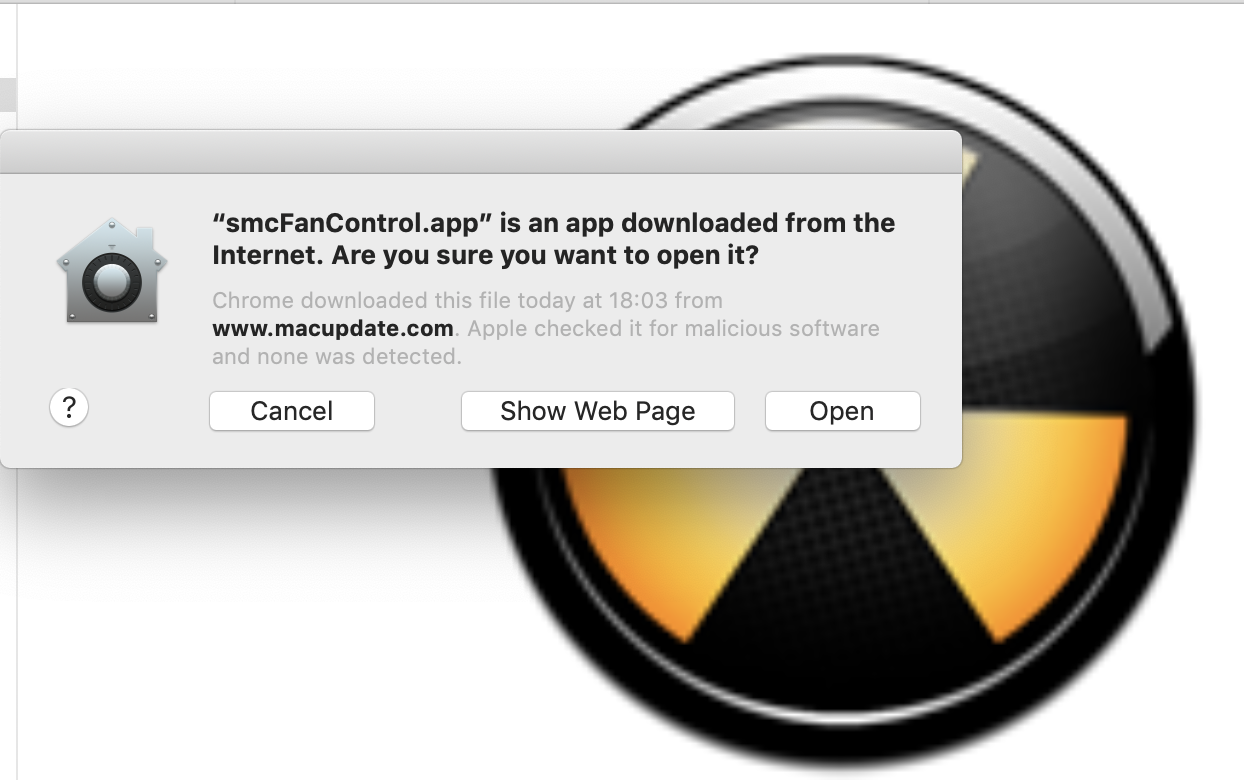 “smcFanControl.app” is an app downloaded from the
Internet. Are you sure you want to open it?
Chrome downloaded this file today at 18:03 from
www.macupdate.com. Apple checked it for malicious software
and none was detected.
? Cancel Show Web Page Open